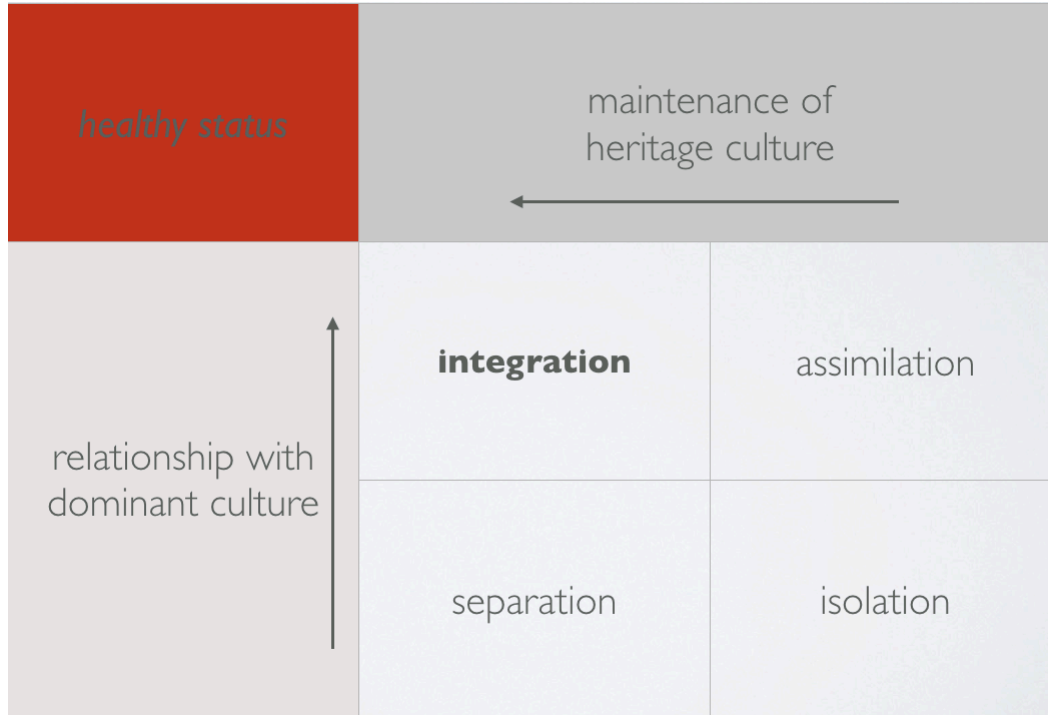 healthy status
maintenance of
heritage culture
relationship with
dominant culture
integration
assimilation
separation
isolation